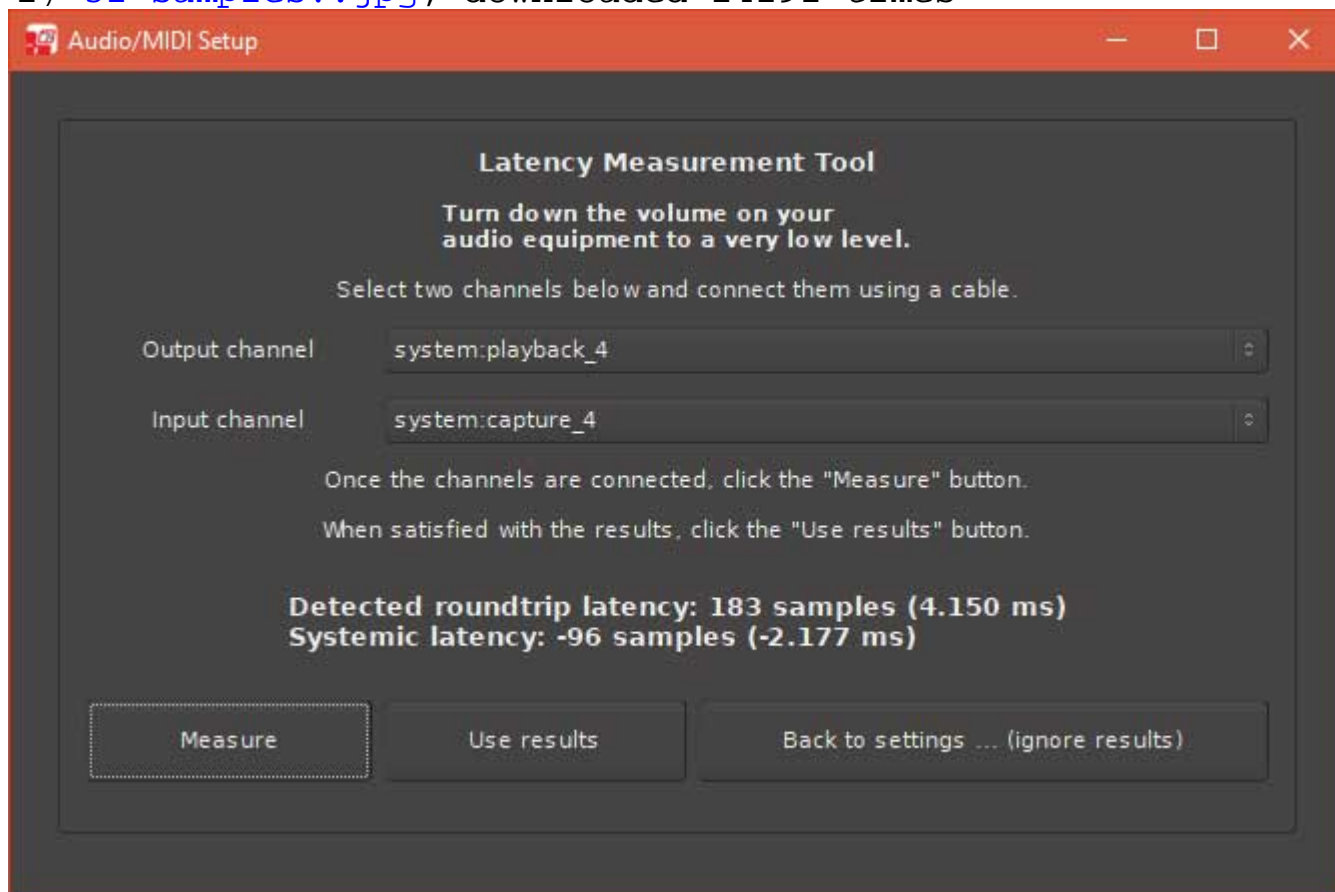 Audio/MIDI Setup
Latency Measurement Tool
Turn down the volume on your
audio equipment to a very low level.
Select two channels below and connect them using a cable.
Output channel system:playback_4
Input channel system:capture_4
Once the channels are connected, click the "Measure" button.
When satisfied with the results, click the "Use results" button.
Detected roundtrip latency: 183 samples (4.150 ms)
Systemic latency: -96 samples (-2.177 ms)
Measure Use results Back to settings ... (ignore results)